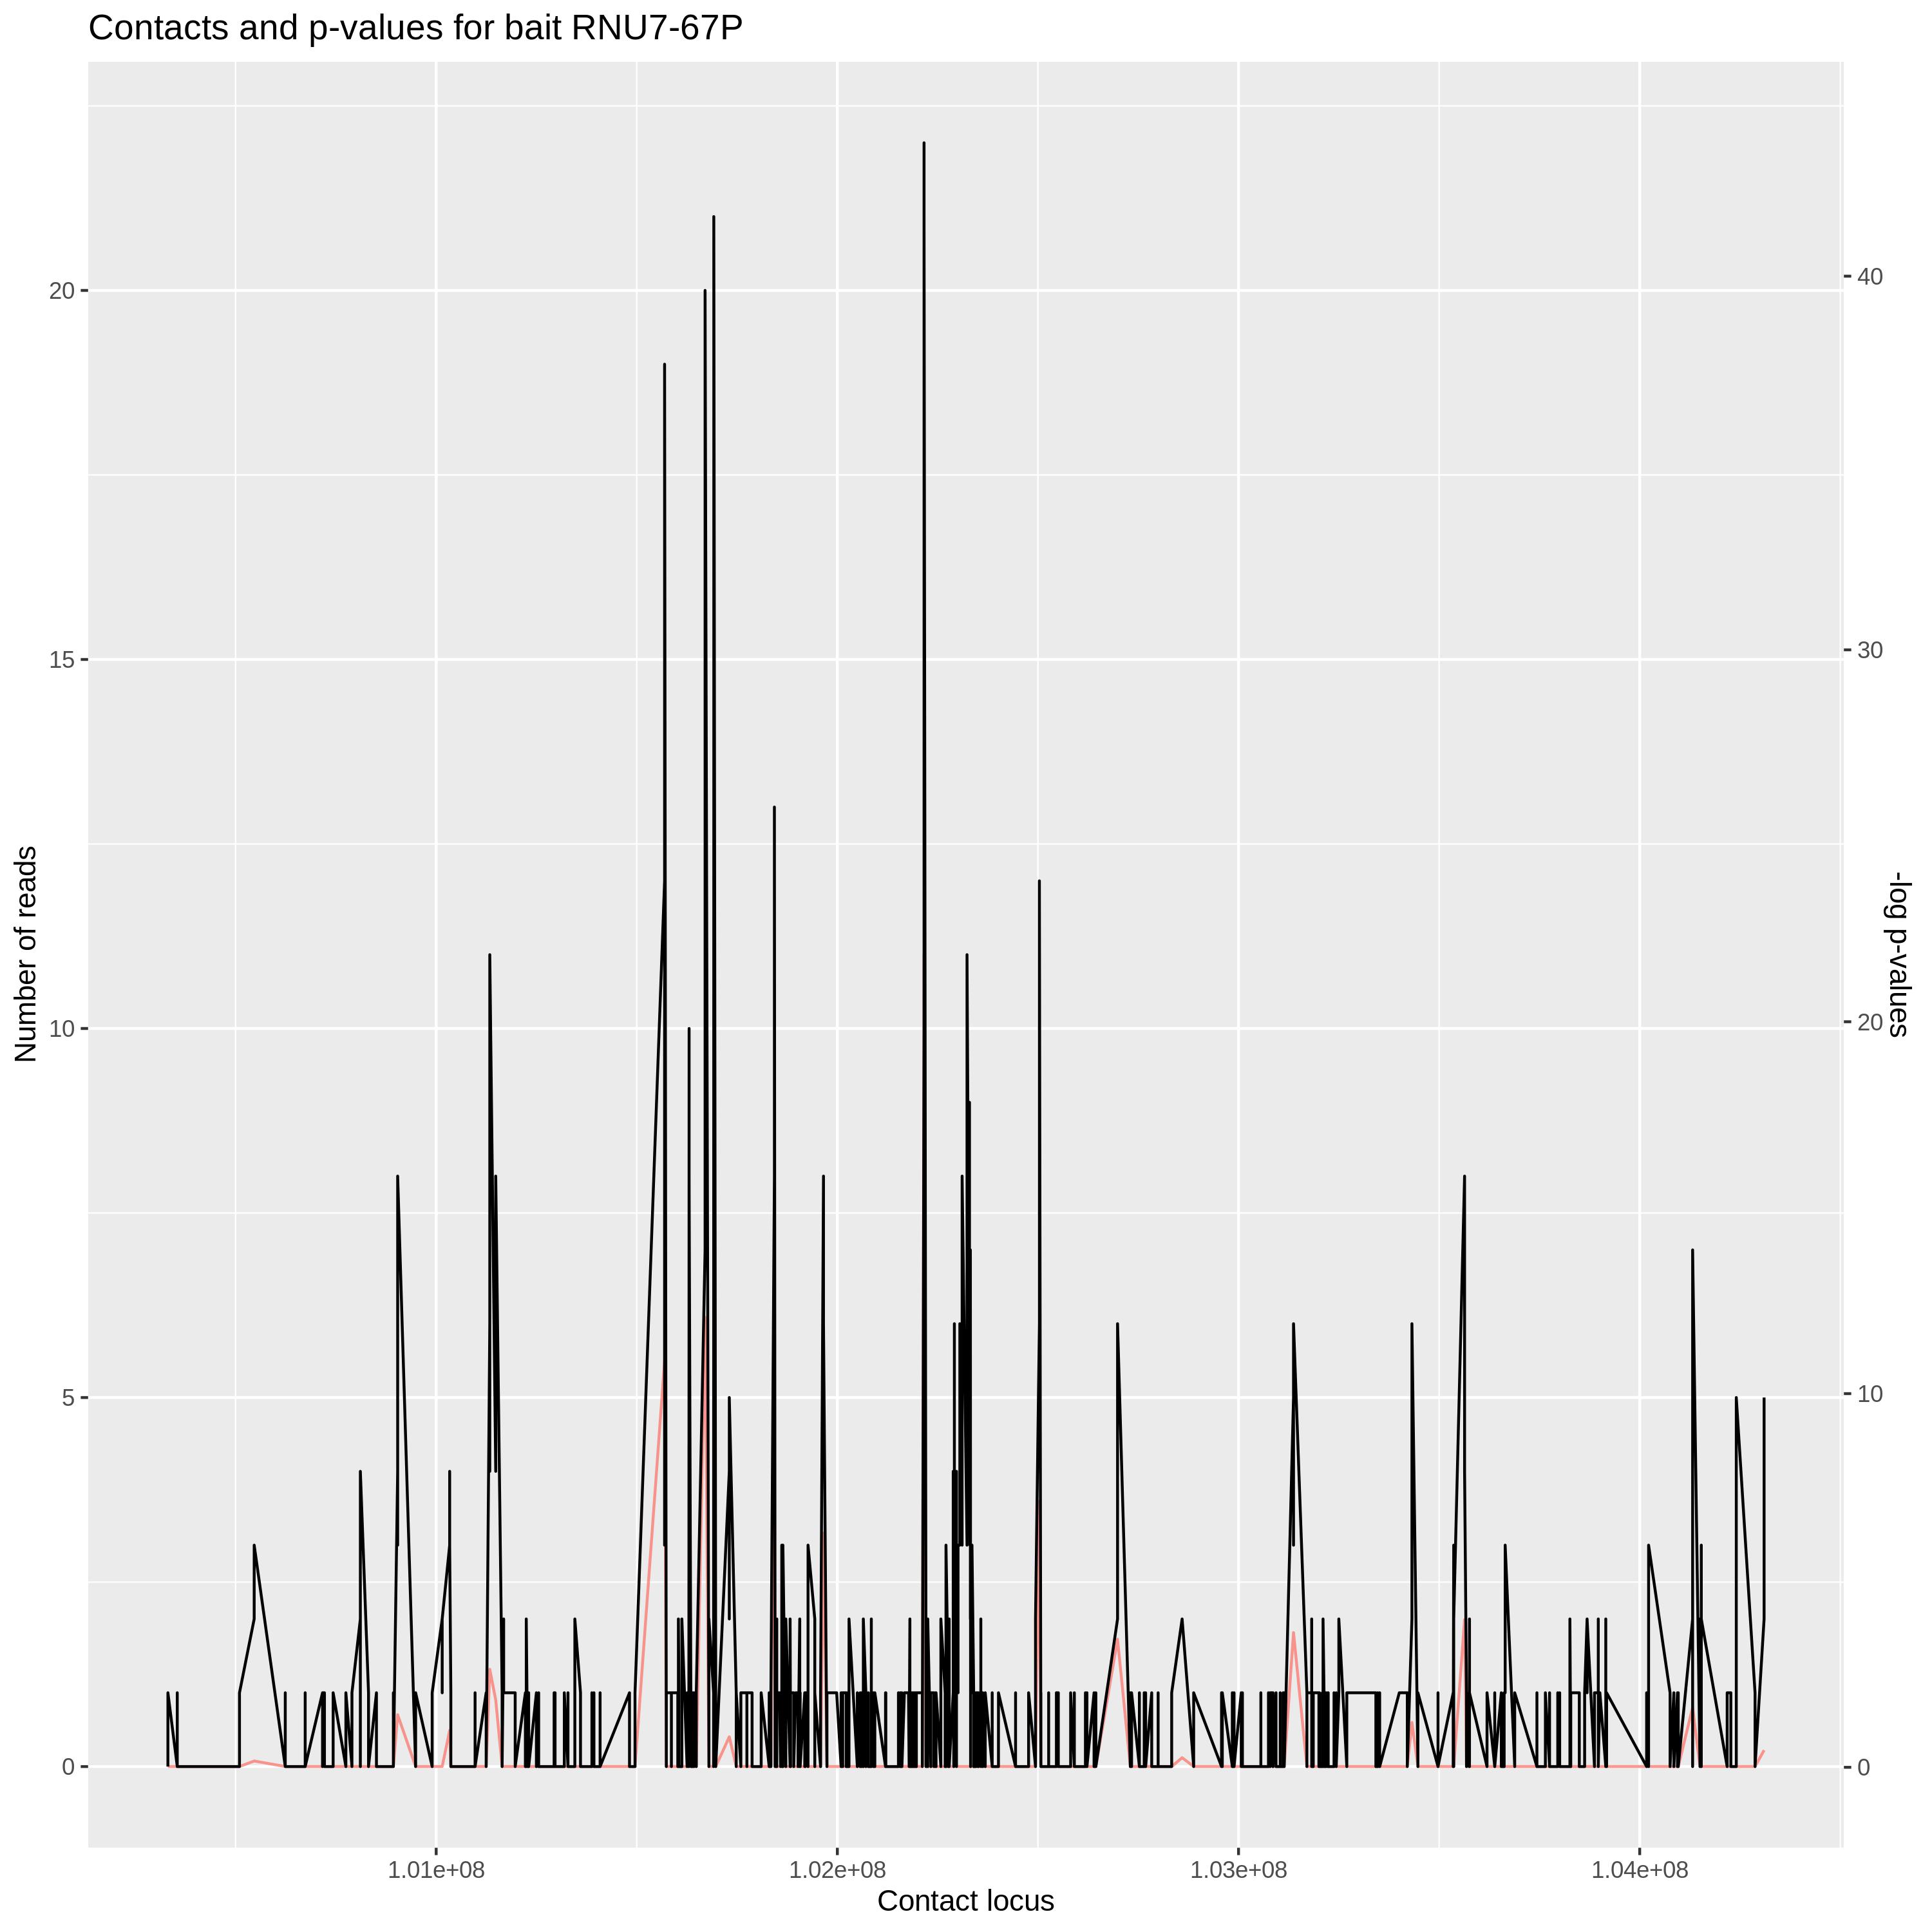 Contacts and p-values for bait RNU7-67P
Number of reads
20
15
10
5
0
40
30
20
10
0
-log p-values
1.01e+08
1.02e+08
1.03e+08
1.04e+08
Contact locus